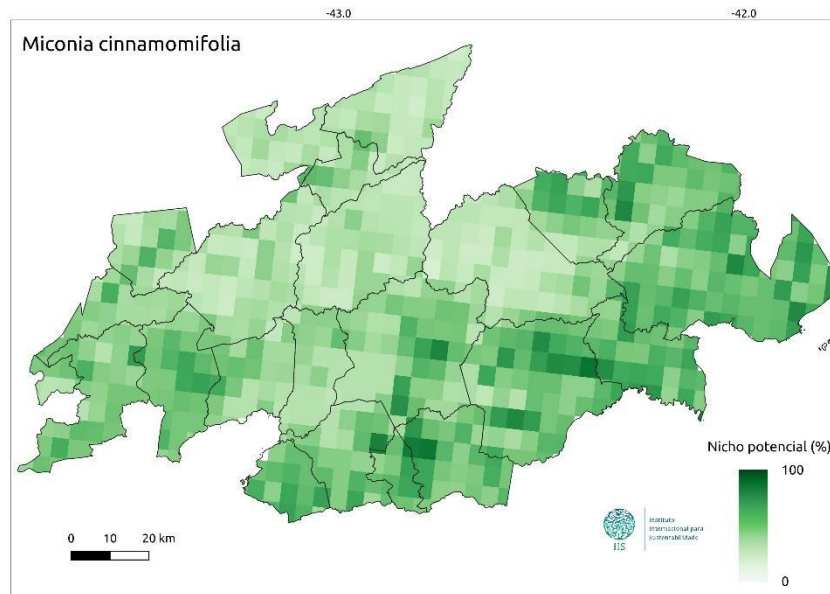 -43.0
-42.0
Miconia cinnamomifolia
Nicho potencial (%)
100
0
0 10 20 km
Instituto
Internacional para
Sustentabilidade
IIS